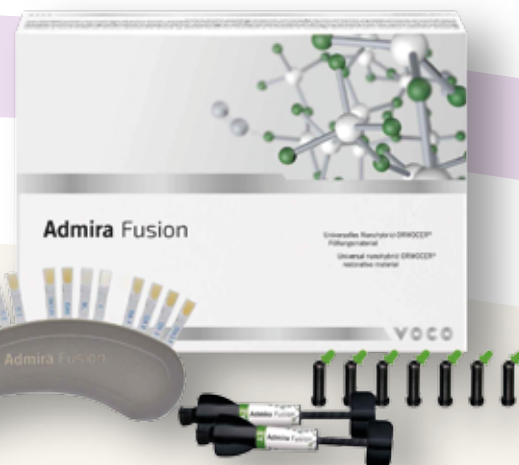 Admira Fusion
Universelles Nanohybrid-ORMOCER®
Füllungsmaterial
Universal nanohybrid ORMOCER®
restorative material
VOCO
Admira Fusion
Admira Fusion
Admira Fusion